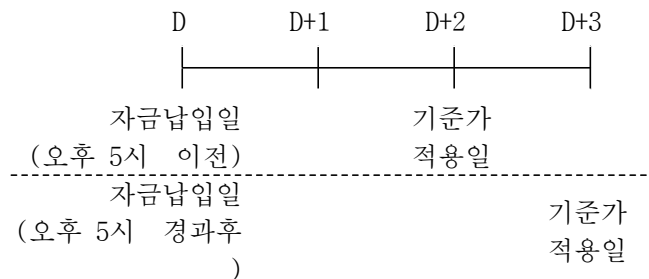 D D+1 D+2 D+3
자금납입일 기준가
(오후 5시 이전) 적용일
자금납입일 기준가
(오후 5시 경과후 적용일
)